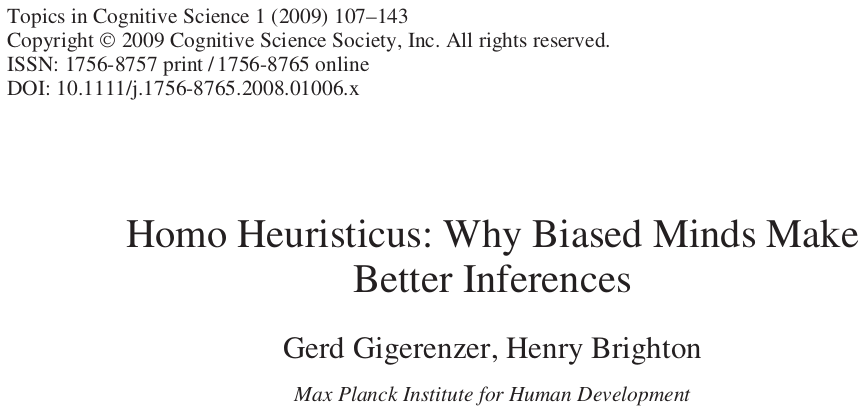 Topics in Cognitive Science 1 (2009) 107–143
Copyright © 2009 Cognitive Science Society, Inc. All rights reserved.
ISSN: 1756-8757 print / 1756-8765 online
DOI: 10.1111/j.1756-8765.2008.01006.x
Homo Heuristicus: Why Biased Minds Make
Better Inferences
Gerd Gigerenzer, Henry Brighton
Max Planck Institute for Human Development